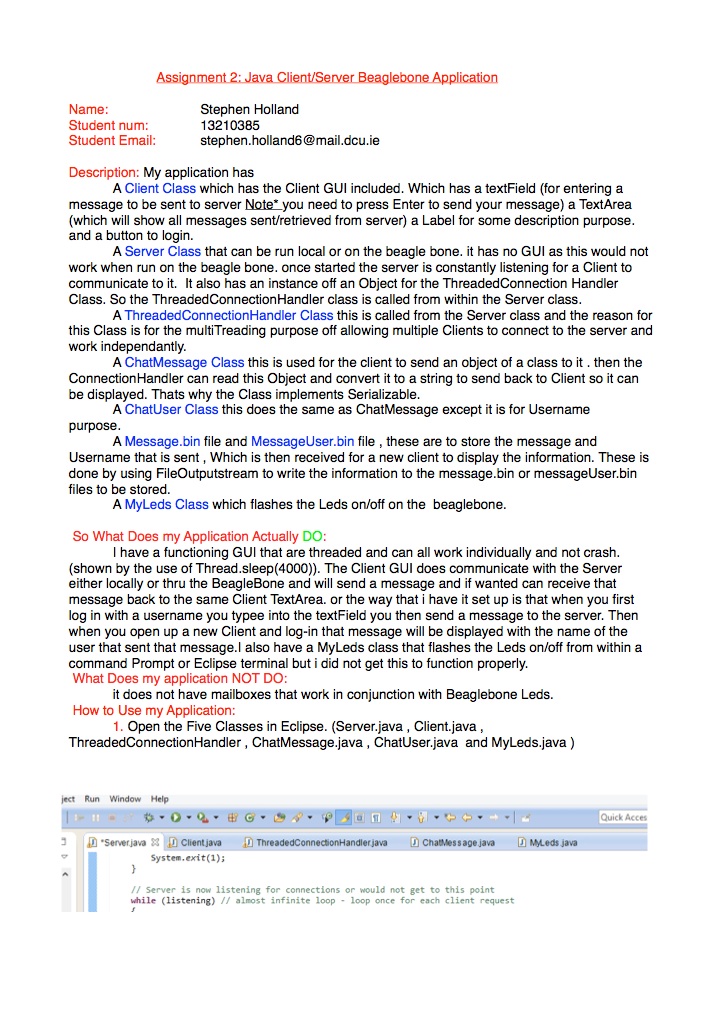 Assignment 2: Java Client/Server Beaglebone Application
Name: Stephen Holland
Student num: 13210385
Student Email: stephen.holland6@mail.dcu.ie
Description: My application has
A Client Class which has the Client GUI included. Which has a textField (for entering a
message to be sent to server Note* you need to press Enter to send your message) a TextArea
(which will show all messages sent/retrieved from server) a Label for some description purpose.
and a button to login.
A Server Class that can be run local or on the beagle bone. it has no GUI as this would not
work when run on the beagle bone. once started the server is constantly listening for a Client to
communicate to it. It also has an instance off an Object for the ThreadedConnection Handler
Class. So the ThreadedConnectionHandler class is called from within the Server class.
A ThreadedConnectionHandler Class this is called from the Server class and the reason for
this Class is for the multiTreading purpose off allowing multiple Clients to connect to the server and
work independantly.
A ChatMessage Class this is used for the client to send an object of a class to it . then the
ConnectionHandler can read this Object and convert it to a string to send back to Client so it can
be displayed. Thats why the Class implements Serializable.
A ChatUser Class this does the same as ChatMessage except it is for Username
purpose.
A Message.bin file and MessageUser.bin file , these are to store the message and
Username that is sent , Which is then received for a new client to display the information. These is
done by using FileOutputstream to write the information to the message.bin or messageUser.bin
files to be stored.
A MyLeds Class which flashes the Leds on/off on the beaglebone.
So What Does my Application Actually DO:
I have a functioning GUI that are threaded and can all work individually and not crash.
(shown by the use of Thread.sleep(4000)). The Client GUI does communicate with the Server
either locally or thru the BeagleBone and will send a message and if wanted can receive that
message back to the same Client TextArea. or the way that i have it set up is that when you first
log in with a username you typee into the textField you then send a message to the server. Then
when you open up a new Client and log-in that message will be displayed with the name of the
user that sent that message.I also have a MyLeds class that flashes the Leds on/off from within a
command Prompt or Eclipse terminal but i did not get this to function properly.
What Does my application NOT DO:
it does not have mailboxes that work in conjunction with Beaglebone Leds.
How to Use my Application:
1. Open the Five Classes in Eclipse. (Server.java , Client.java ,
ThreadedConnectionHandler , ChatMessage.java , ChatUser.java and MyLeds.java )
ject Run Window Help
Quick Acces
*Server.java Client.java ThreadedConnectionHandler.java ChatMessage.java MyLeds.java
System.exit(1);
}
// Server is now listening for connections or would not get to this point
while (listening) // almost infinite loop - loop once for each client request